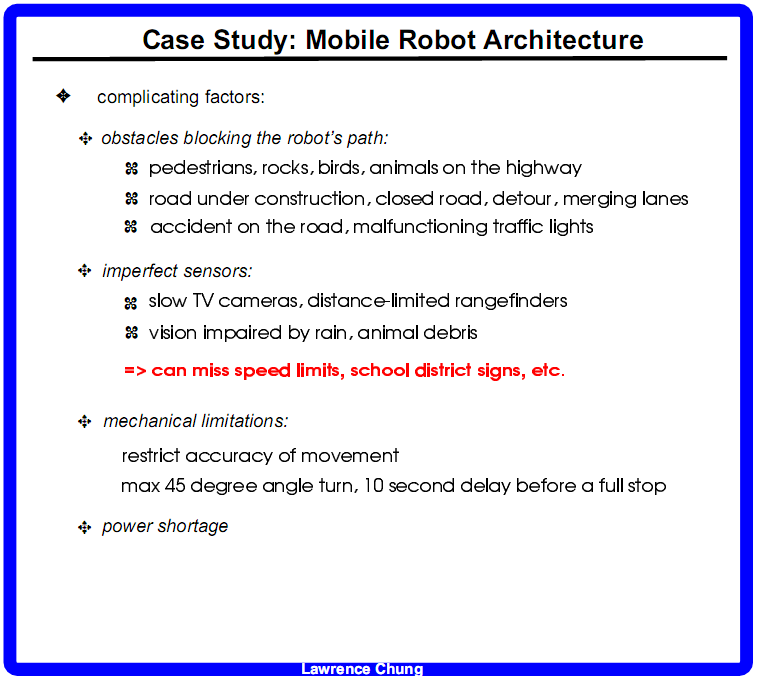 Case Study: Mobile Robot Architecture
complicating factors:
obstacles blocking the robot's path:
pedestrians, rocks, birds, animals on the highway
road under construction, closed road, detour, merging lanes
accident on the road, malfunctioning traffic lights
imperfect sensors:
slow TV cameras, distance-limited rangefinders
vision impaired by rain, animal debris
=> can miss speed limits, school district signs, etc.
mechanical limitations:
restrict accuracy of movement
max 45 degree angle turn, 10 second delay before a full stop
power shortage
Lawrence Chung